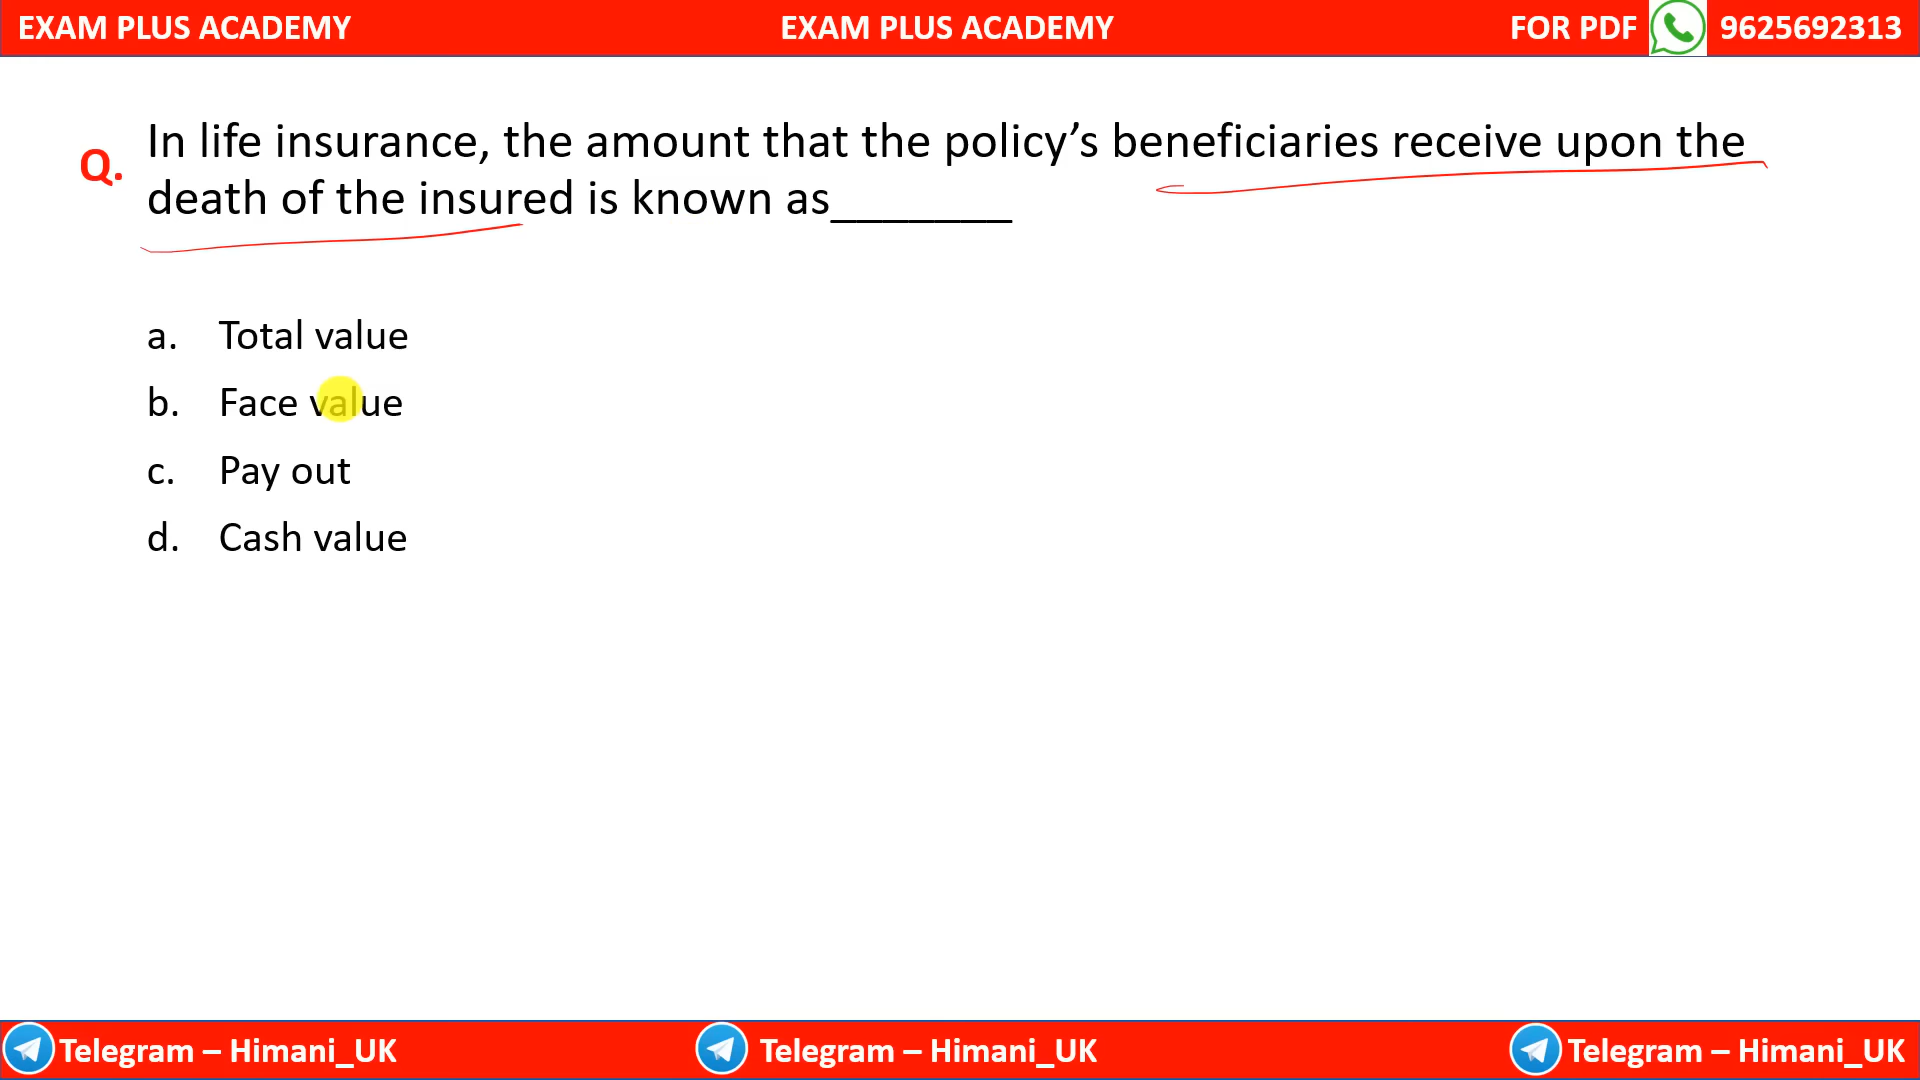 EXAM PLUS ACADEMY EXAM PLUS ACADEMY FOR PDF 9625692313
Q. In life insurance, the amount that the policy’s beneficiaries receive upon the
death of the insured is known as_______
a. Total value
b. Face value
c. Pay out
d. Cash value
Telegram – Himani_UK Telegram – Himani_UK Telegram – Himani_UK